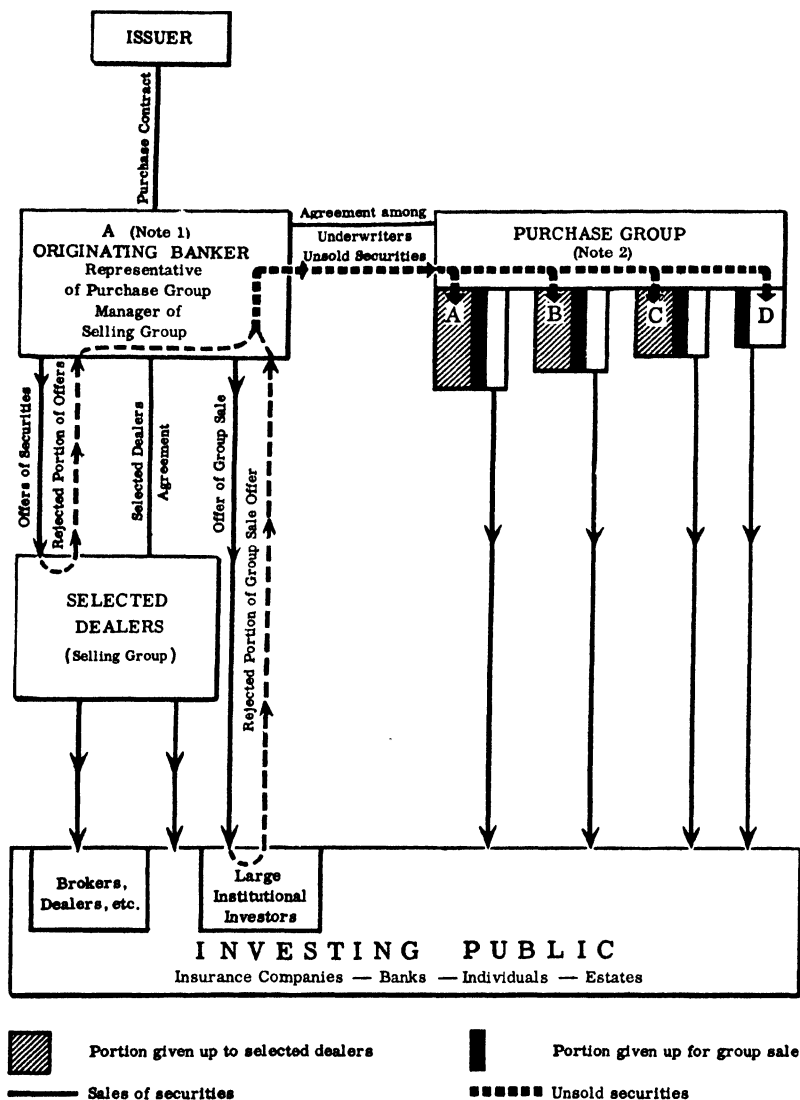 ISSUER
Purchase Contract
A (Note 1)
ORIGINATING BANKER
Representative
of Purchase Group
Manager of
Selling Group
Agreement among
Underwriters
Unsold Securities
PURCHASE GROUP
(Note 2)
A
B
C
D
Offers of Securities
Rejected Portion of Offers
Selected Dealers
Agreement
Offer of Group Sale
Rejected Portion of Group Sale Offer
SELECTED
DEALERS
(Selling Group)
Brokers,
Dealers, etc.
Large
Institutional
Investors
INVESTING PUBLIC
Insurance Companies — Banks — Individuals — Estates
Portion given up to selected dealers
Portion given up for group sale
Sales of securities
Unsold securities